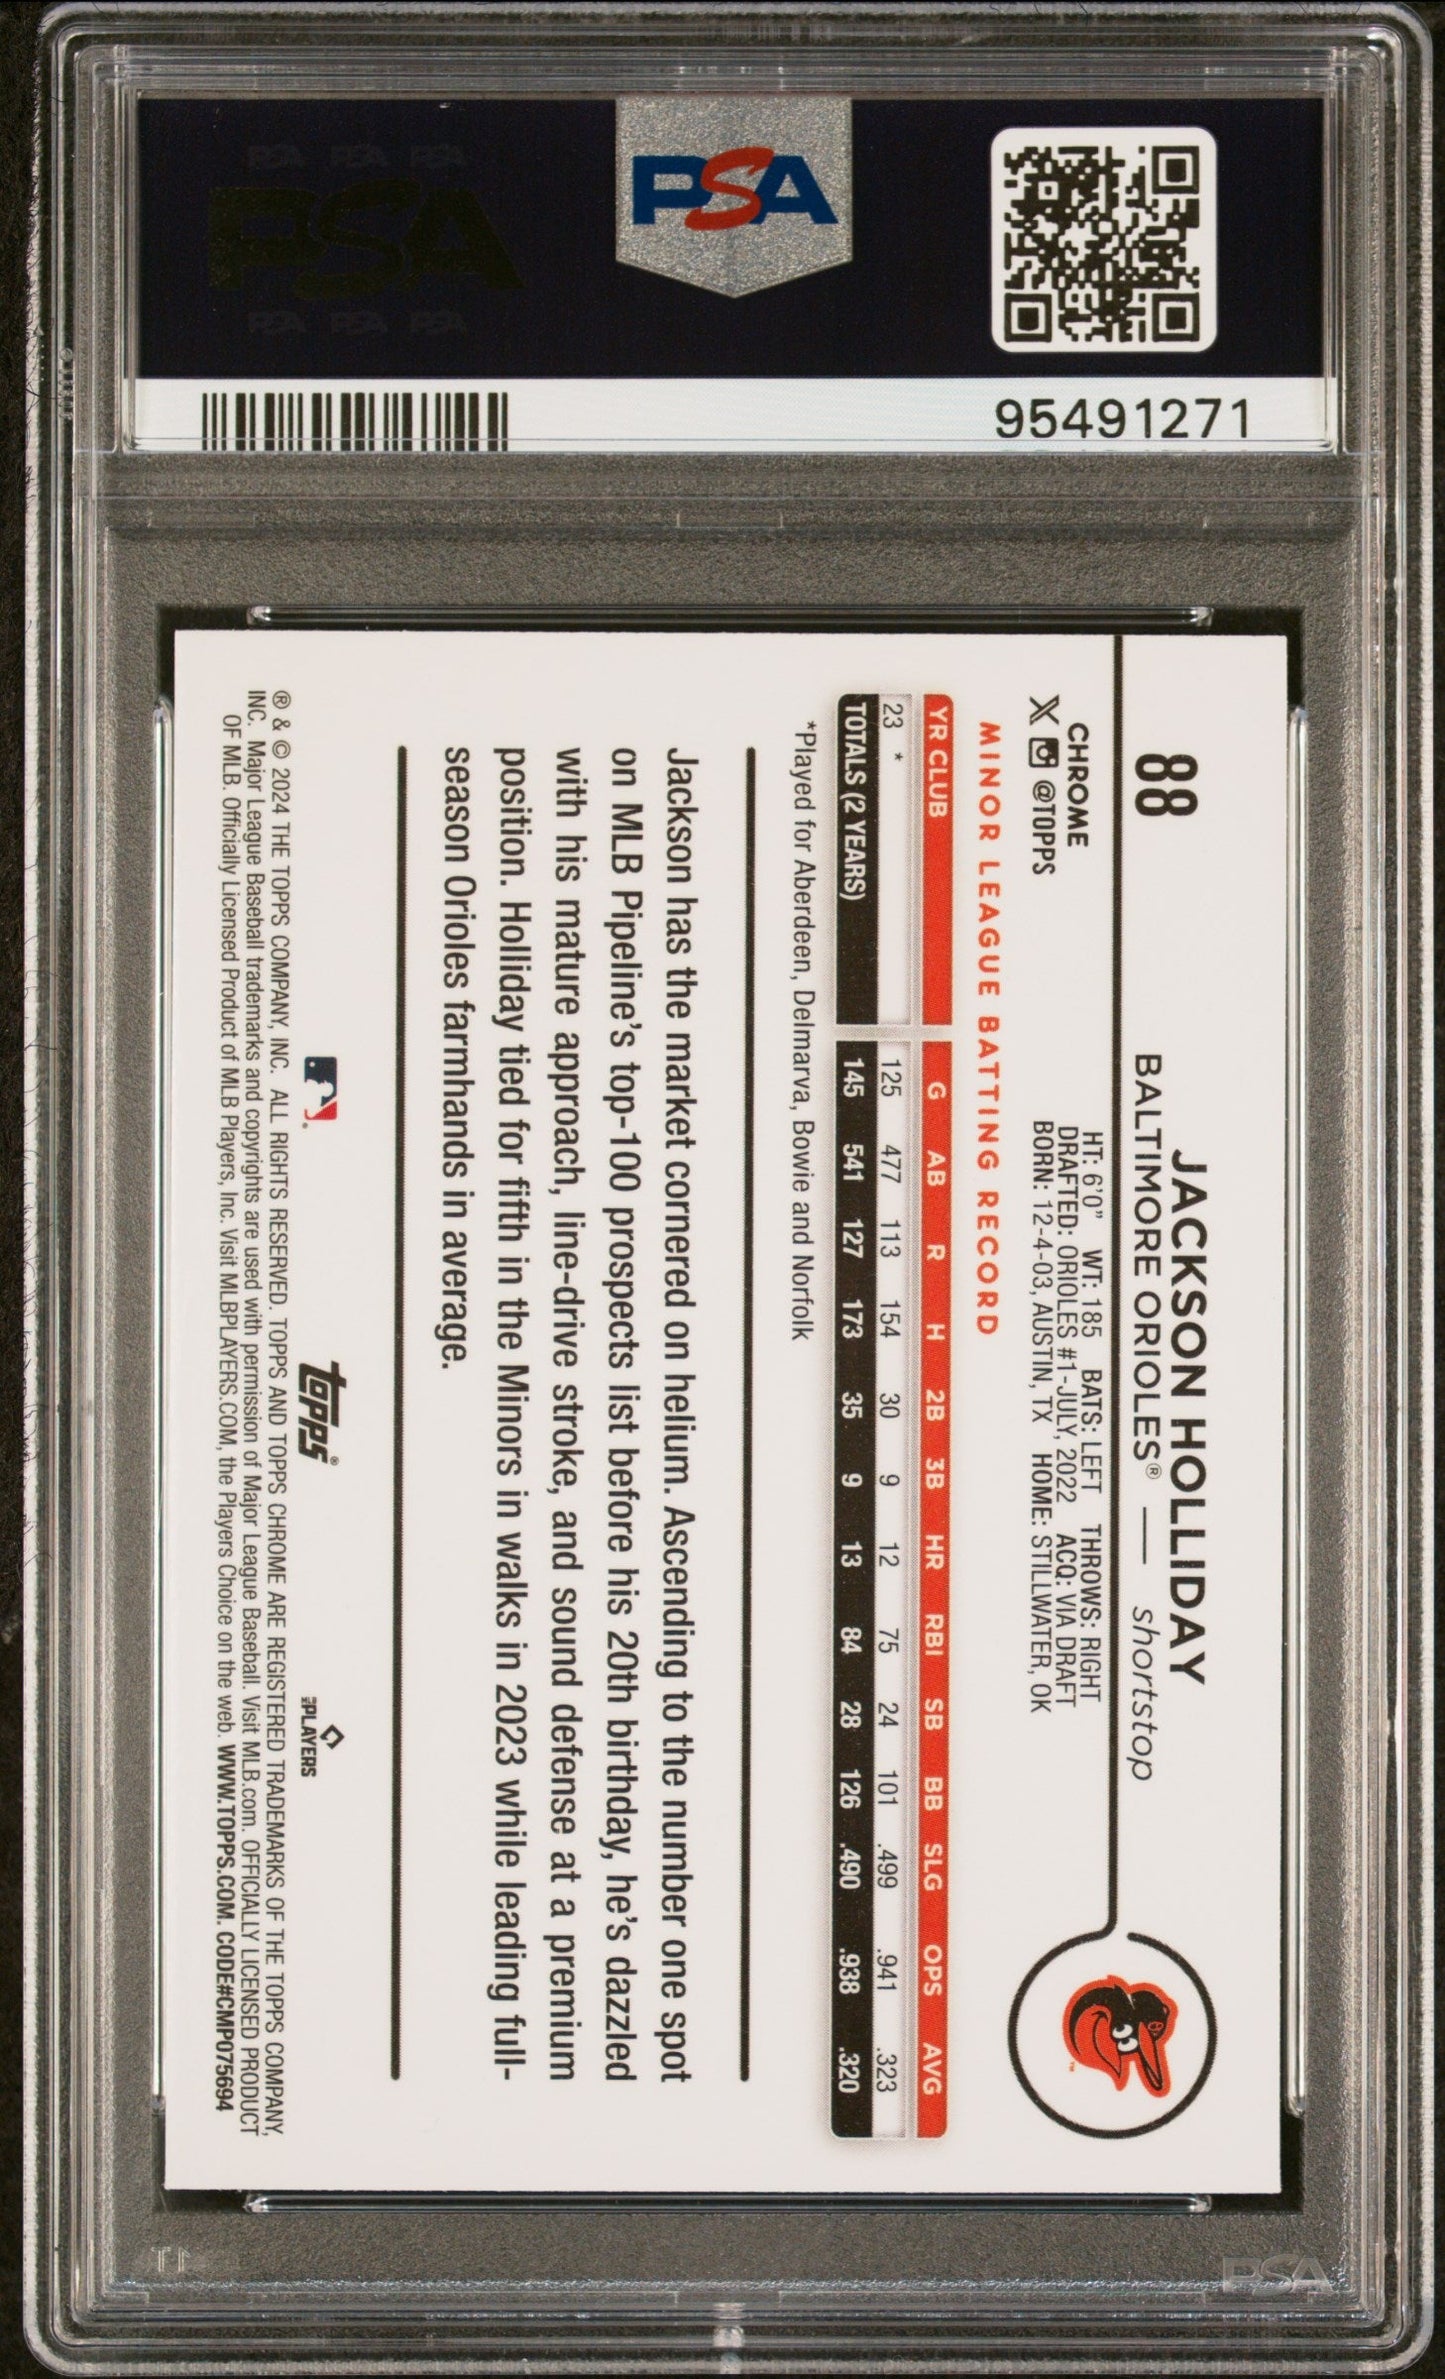 PSA PSA PSA
PSA
PSA PSA PSA
PSA
95491271
88
JACKSON HOLLIDAY
BALTIMORE ORIOLES® — shortstop
CHROME
X @TOPPS
HT: 6'0" WT: 185 BATS: LEFT THROWS: RIGHT
DRAFTED: ORIOLES #1-JULY, 2022 ACQ: VIA DRAFT
BORN: 12-4-03, AUSTIN, TX HOME: STILLWATER, OK
MINOR LEAGUE BATTING RECORD
YR CLUB G AB R H 2B 3B HR RBI SB BB SLG OPS AVG
23 * 125 477 113 154 30 9 12 75 24 101 .499 .941 .323
TOTALS (2 YEARS) 145 541 127 173 35 9 13 84 28 126 .490 .938 .320
*Played for Aberdeen, Delmarva, Bowie and Norfolk
Jackson has the market cornered on helium. Ascending to the number one spot
on MLB Pipeline's top-100 prospects list before his 20th birthday, he's dazzled
with his mature approach, line-drive stroke, and sound defense at a premium
position. Holliday tied for fifth in the Minors in walks in 2023 while leading full-
season Orioles farmhands in average.
topps®
PLAYERS
® & © 2024 THE TOPPS COMPANY, INC. ALL RIGHTS RESERVED. TOPPS AND TOPPS CHROME ARE REGISTERED TRADEMARKS OF THE TOPPS COMPANY,
INC. Major League Baseball trademarks and copyrights are used with permission of Major League Baseball. Visit MLB.com. OFFICIALLY LICENSED PRODUCT
OF MLB. Officially Licensed Product of MLB Players, Inc. Visit MLBPLAYERS.COM, the Players Choice on the web. WWW.TOPPS.COM. CODE#CMP075694
PSA